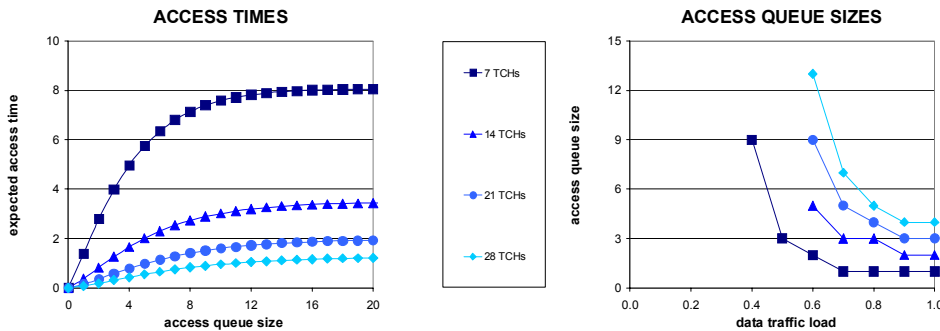 ACCESS TIMES
expected access time
10
8
6
4
2
0
0 4 8 12 16 20
access queue size
7 TCHs
14 TCHs
21 TCHs
28 TCHs
ACCESS QUEUE SIZES
access queue size
15
12
9
6
3
0
0.0 0.2 0.4 0.6 0.8 1.0
data traffic load